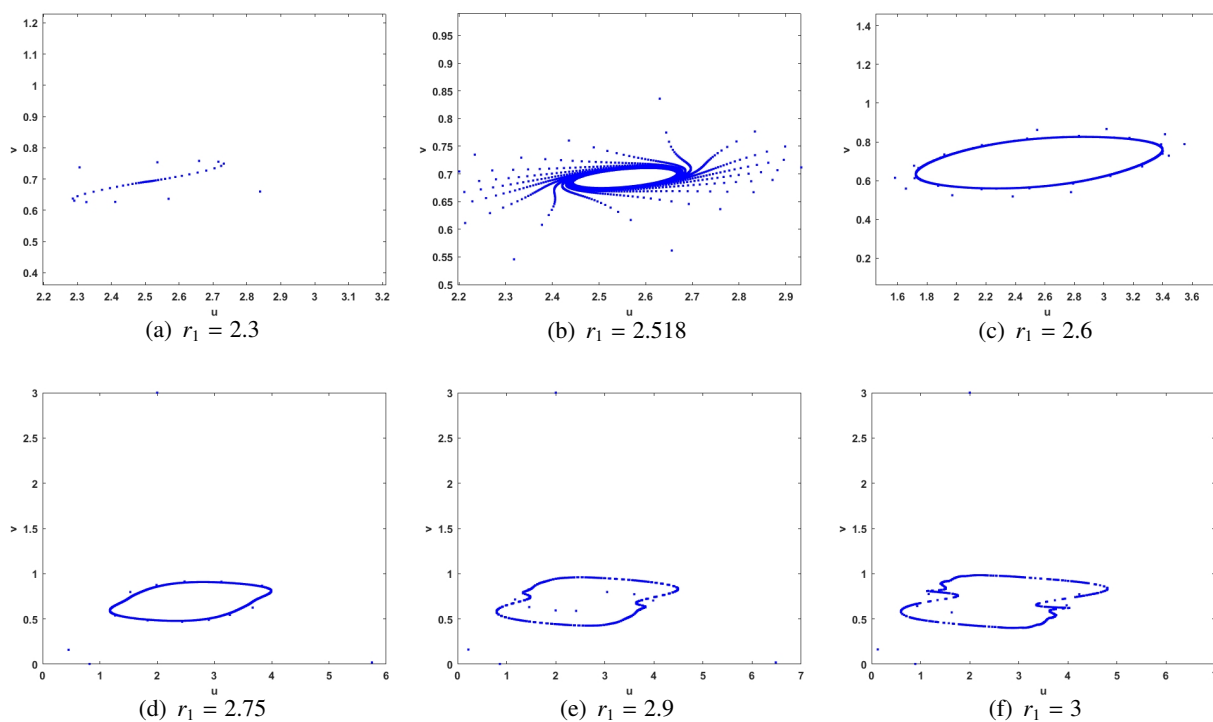 1.2
1.1
1
0.9
v 0.8
0.7
0.6
0.5
0.4
2.2 2.3 2.4 2.5 2.6 2.7 2.8 2.9 3 3.1 3.2
u
(a) r₁ = 2.3
0.95
0.9
0.85
0.8
v 0.75
0.7
0.65
0.6
0.55
0.5
2.2 2.3 2.4 2.5 2.6 2.7 2.8 2.9
u
(b) r₁ = 2.518
1.4
1.2
1
v 0.8
0.6
0.4
0.2
1.6 1.8 2 2.2 2.4 2.6 2.8 3 3.2 3.4 3.6
u
(c) r₁ = 2.6
3
2.5
2
v 1.5
1
0.5
0
0 1 2 3 4 5 6
u
(d) r₁ = 2.75
3
2.5
2
v 1.5
1
0.5
0
0 1 2 3 4 5 6 7
u
(e) r₁ = 2.9
3
2.5
2
v 1.5
1
0.5
0
0 1 2 3 4 5 6 7
u
(f) r₁ = 3